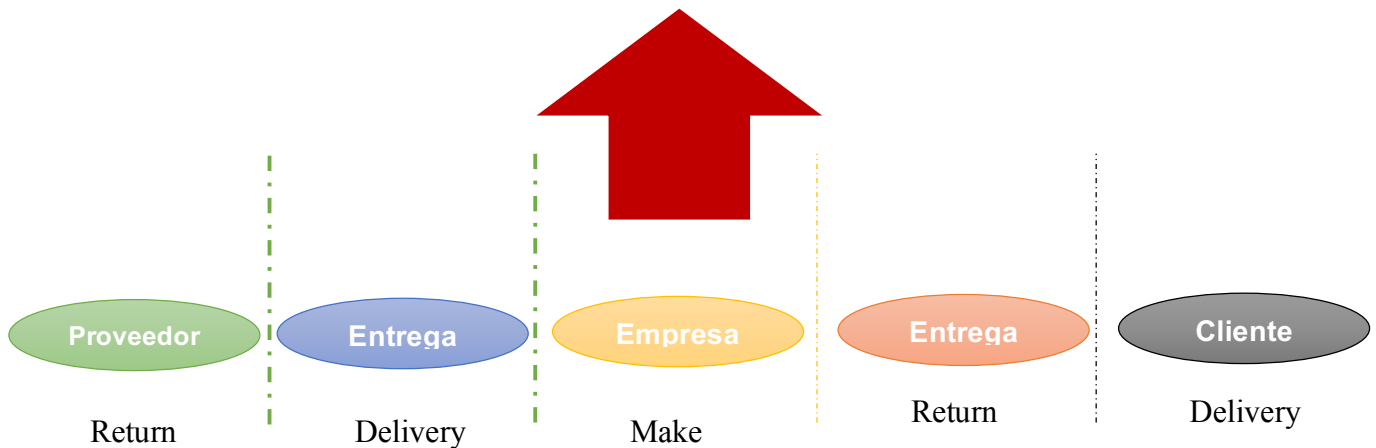 Proveedor
Entrega
Empresa
Entrega
Cliente
Return
Delivery
Make
Return
Delivery